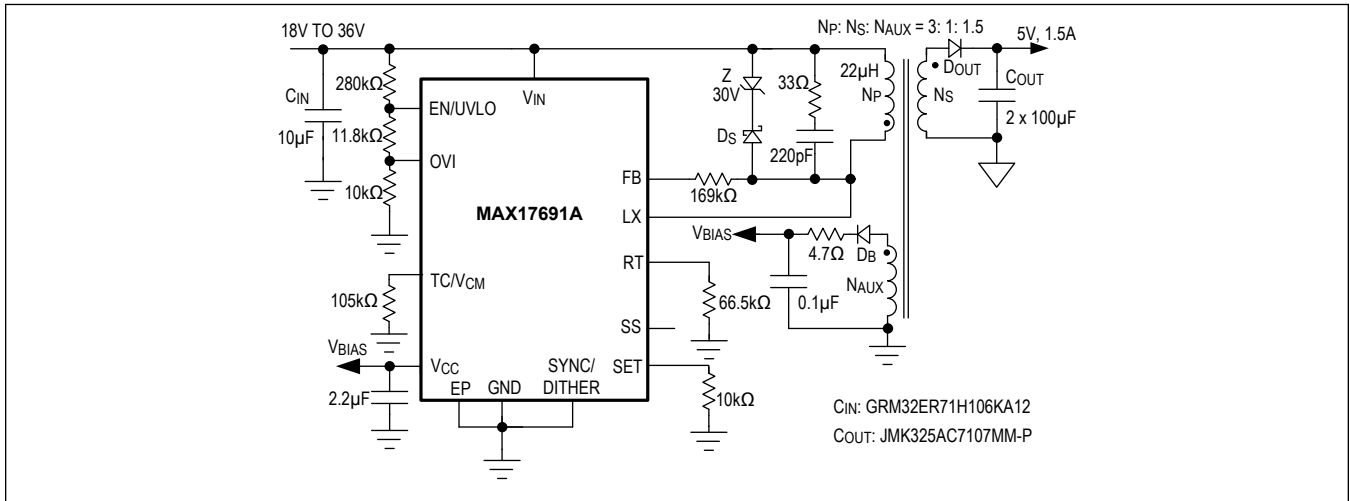 18V TO 36V
NP: NS: NAUX = 3: 1: 1.5
5V, 1.5A
CIN
10µF
280kΩ
11.8kΩ
10kΩ
EN/UVLO
OVI
VIN
MAX17691A
FB
LX
RT
SS
SET
TC/VCM
VCC
EP
GND
SYNC/
DITHER
Z
30V
DS
33Ω
220pF
22µH
NP
NS
DOUT
COUT
2 x 100µF
169kΩ
VBIAS
4.7Ω
DB
NAUX
0.1µF
66.5kΩ
10kΩ
105kΩ
VBIAS
2.2µF
CIN: GRM32ER71H106KA12
COUT: JMK325AC7107MM-P